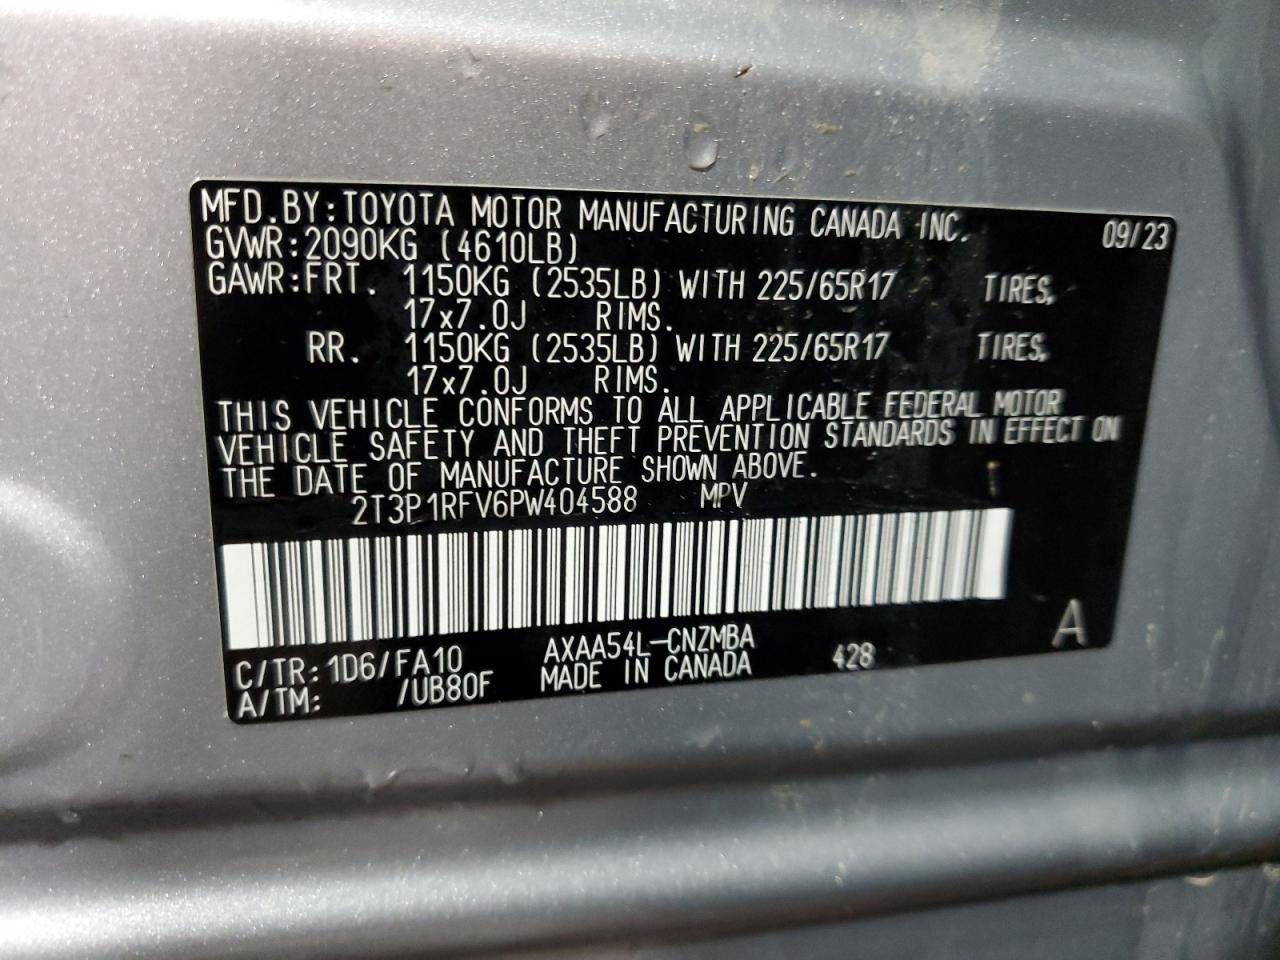 MFD.BY:TOYOTA MOTOR MANUFACTURING CANADA INC. 09/23
GVWR:2090KG (4610LB)
GAWR:FRT. 1150KG (2535LB) WITH 225/65R17 TIRES,
17x7.0J RIMS.
RR. 1150KG (2535LB) WITH 225/65R17 TIRES,
17x7.0J RIMS.
THIS VEHICLE CONFORMS TO ALL APPLICABLE FEDERAL MOTOR
VEHICLE SAFETY AND THEFT PREVENTION STANDARDS IN EFFECT ON
THE DATE OF MANUFACTURE SHOWN ABOVE.
2T3P1RFV6PW404588 MPV
C/TR:1D6/FA10 AXAA54L-CNZMBA 428 A
A/TM: /UB80F MADE IN CANADA